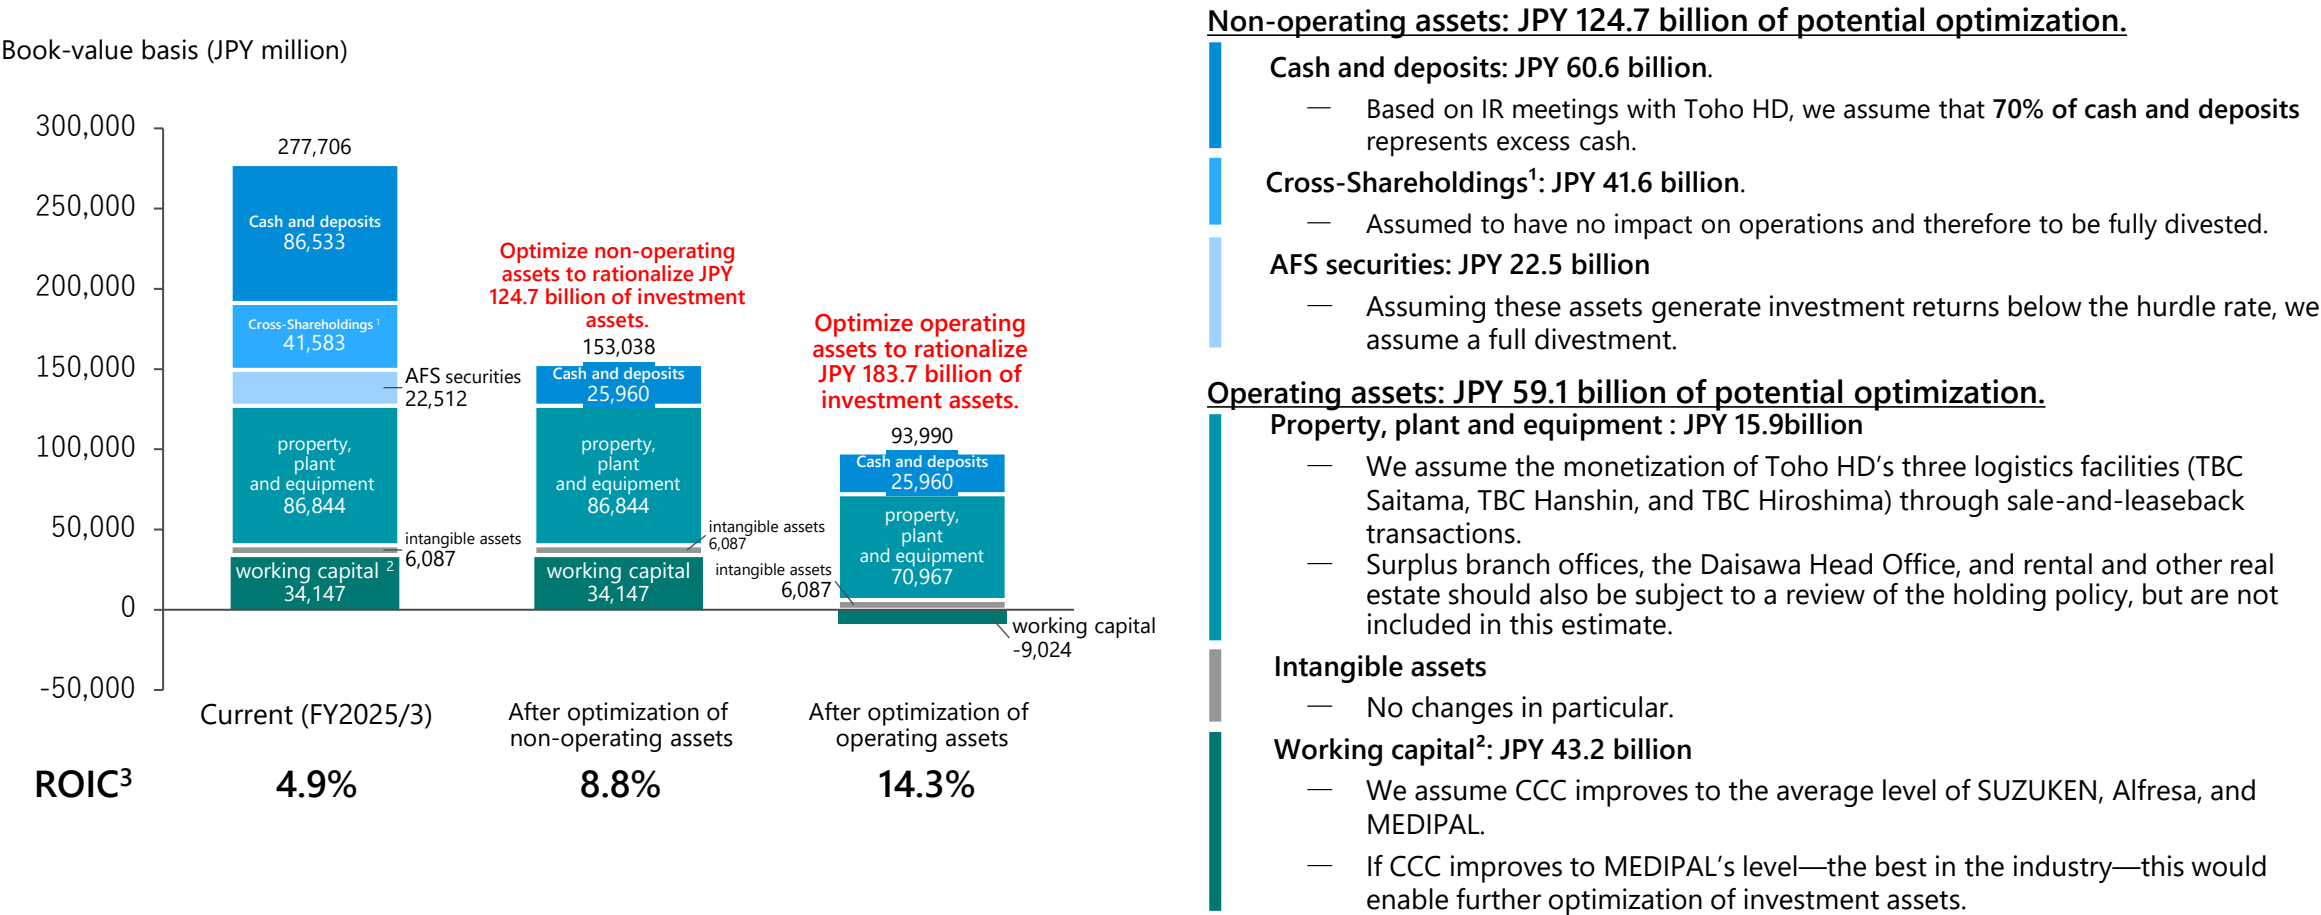 Book-value basis (JPY million)
300,000
250,000
200,000
150,000
100,000
50,000
0
-50,000
277,706
Cash and deposits
86,533
Cross-Shareholdings 1
41,583
AFS securities
22,512
property,
plant
and equipment
86,844
intangible assets
6,087
working capital 2
34,147
Current (FY2025/3)
Optimize non-operating
assets to rationalize JPY
124.7 billion of investment
assets.
153,038
Cash and deposits
25,960
property,
plant
and equipment
86,844
intangible assets
6,087
working capital
34,147
After optimization of
non-operating assets
Optimize operating
assets to rationalize
JPY 183.7 billion of
investment assets.
93,990
Cash and deposits
25,960
property,
plant
and equipment
70,967
intangible assets
6,087
working capital
-9,024
After optimization of
operating assets
ROIC3 4.9% 8.8% 14.3%
Non-operating assets: JPY 124.7 billion of potential optimization.
Cash and deposits: JPY 60.6 billion.
— Based on IR meetings with Toho HD, we assume that 70% of cash and deposits
represents excess cash.
Cross-Shareholdings1: JPY 41.6 billion.
— Assumed to have no impact on operations and therefore to be fully divested.
AFS securities: JPY 22.5 billion
— Assuming these assets generate investment returns below the hurdle rate, we
assume a full divestment.
Operating assets: JPY 59.1 billion of potential optimization.
Property, plant and equipment : JPY 15.9billion
— We assume the monetization of Toho HD’s three logistics facilities (TBC
Saitama, TBC Hanshin, and TBC Hiroshima) through sale-and-leaseback
transactions.
— Surplus branch offices, the Daisawa Head Office, and rental and other real
estate should also be subject to a review of the holding policy, but are not
included in this estimate.
Intangible assets
— No changes in particular.
Working capital2: JPY 43.2 billion
— We assume CCC improves to the average level of SUZUKEN, Alfresa, and
MEDIPAL.
— If CCC improves to MEDIPAL’s level—the best in the industry—this would
enable further optimization of investment assets.